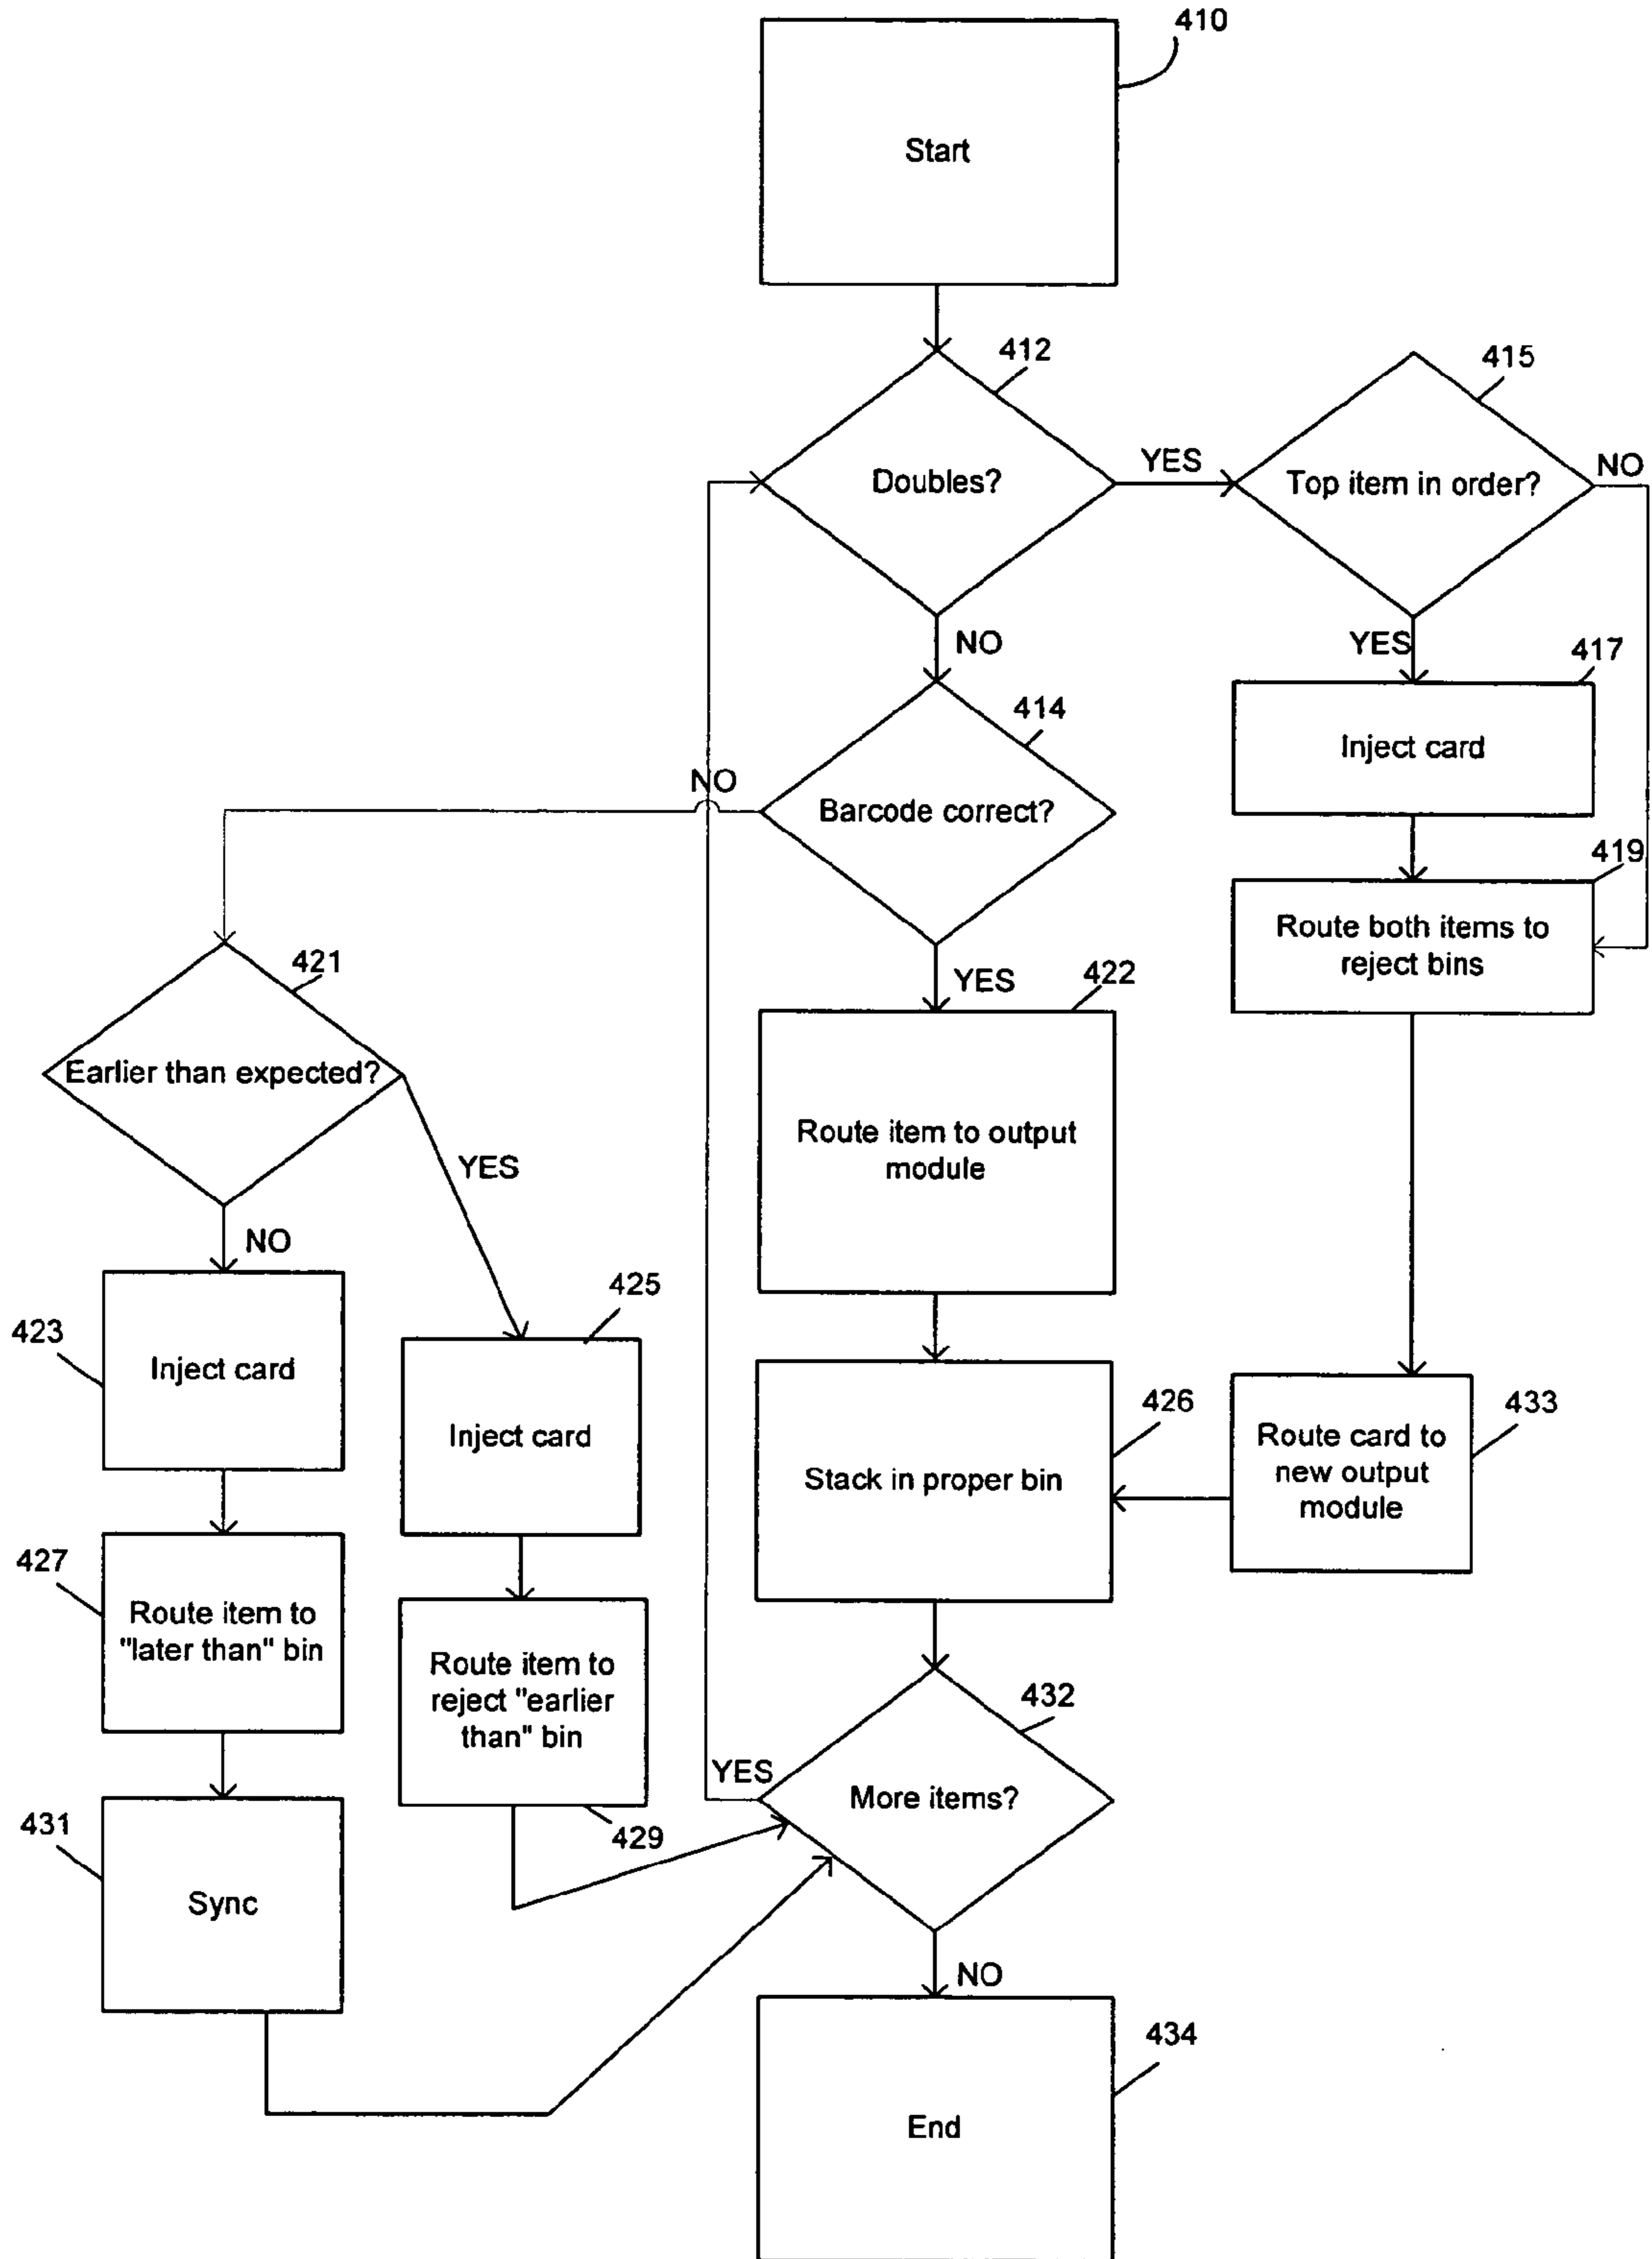 410
Start
412
415
Doubles?
YES
Top item in order?
NO
NO
YES
417
414
Inject card
NO
Barcode correct?
419
Route both items to
reject bins
421
YES
422
Earlier than expected?
Route item to output
module
YES
NO
425
423
Inject card
Inject card
426
433
Stack in proper bin
Route card to
new output
module
427
Route item to
"later than" bin
Route item to
reject "earlier
than" bin
432
YES
More items?
431
429
Sync
NO
434
End